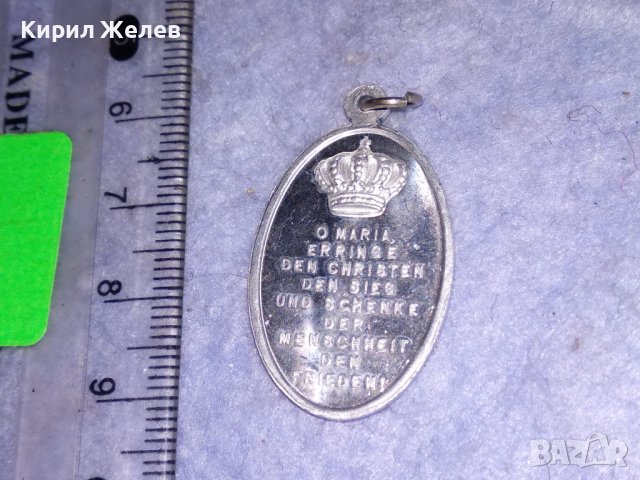 Кирил Желев
MADE
6
7
8
9
O MARIA,
ERRINGE
DEN CHRISTEN
DEN SIEG
UND SCHENKE
DER
MENSCHHEIT
DEN
FRIEDEN!
BAZAR